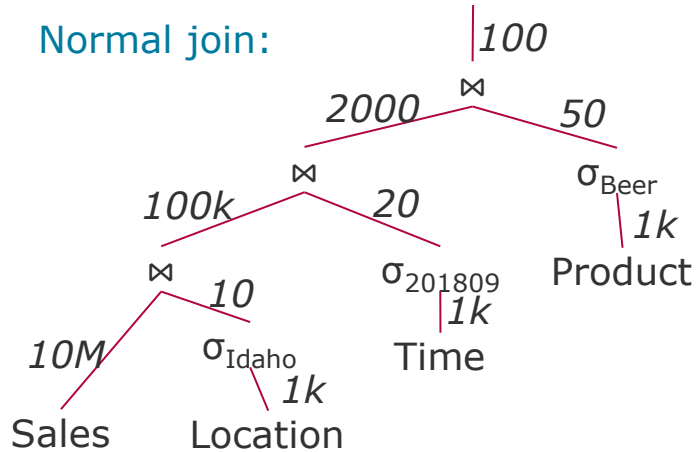 Normal join:
100
⋈
2000
50
⋈
σBeer
100k
20
1k
⋈
σ201809
Product
10
1k
10M
σIdaho
Time
1k
Sales
Location